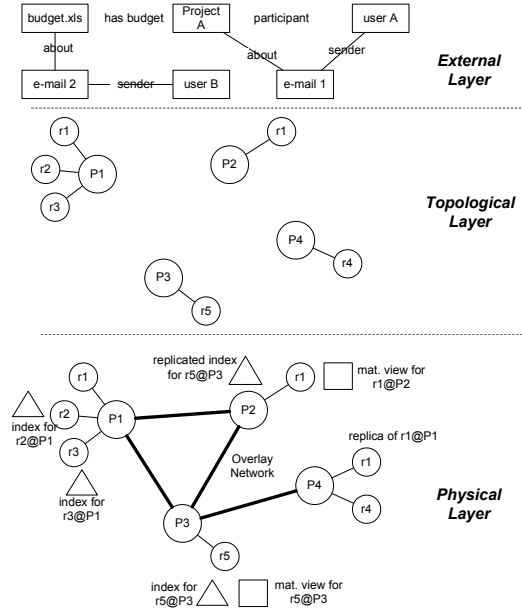 budget.xls
has budget
Project
A
participant
user A
about
about
sender
e-mail 2
sender
user B
e-mail 1
External
Layer
r1
r2
P1
r3
P2
r1
Topological
Layer
P4
r4
P3
r5
replicated index
for r5@P3
mat. view for
r1@P2
r1
r2
P1
r3
index for
r2@P1
index for
r3@P1
P2
r1
Overlay
Network
replica of r1@P1
r1
P4
r4
P3
r5
Physical
Layer
index for
r5@P3
mat. view for
r5@P3